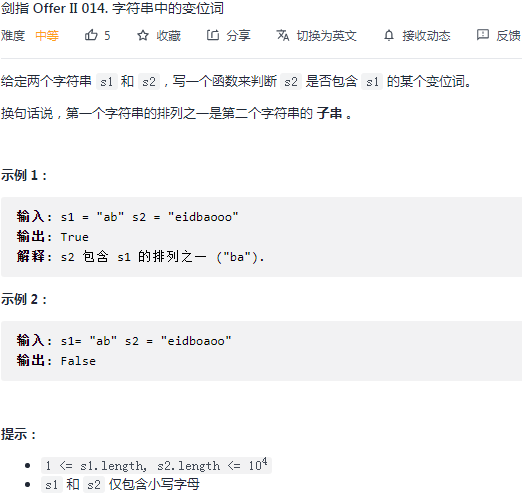 剑指 Offer II 014. 字符串中的变位词
难度 中等 5 收藏 分享 切换为英文 接收动态 反馈
给定两个字符串 s1 和 s2，写一个函数来判断 s2 是否包含 s1 的某个变位词。
换句话说，第一个字符串的排列之一是第二个字符串的 子串 。
示例 1：
输入: s1 = "ab" s2 = "eidbaooo"
输出: True
解释: s2 包含 s1 的排列之一 ("ba").
示例 2：
输入: s1= "ab" s2 = "eidboaoo"
输出: False
提示：
1 <= s1.length, s2.length <= 10⁴
s1 和 s2 仅包含小写字母